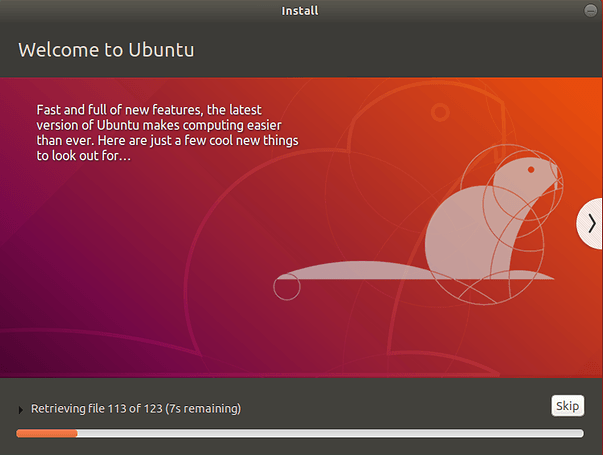 Install
Welcome to Ubuntu
Fast and full of new features, the latest
version of Ubuntu makes computing easier
than ever. Here are just a few cool new things
to look out for…
Retrieving file 113 of 123 (7s remaining)
Skip